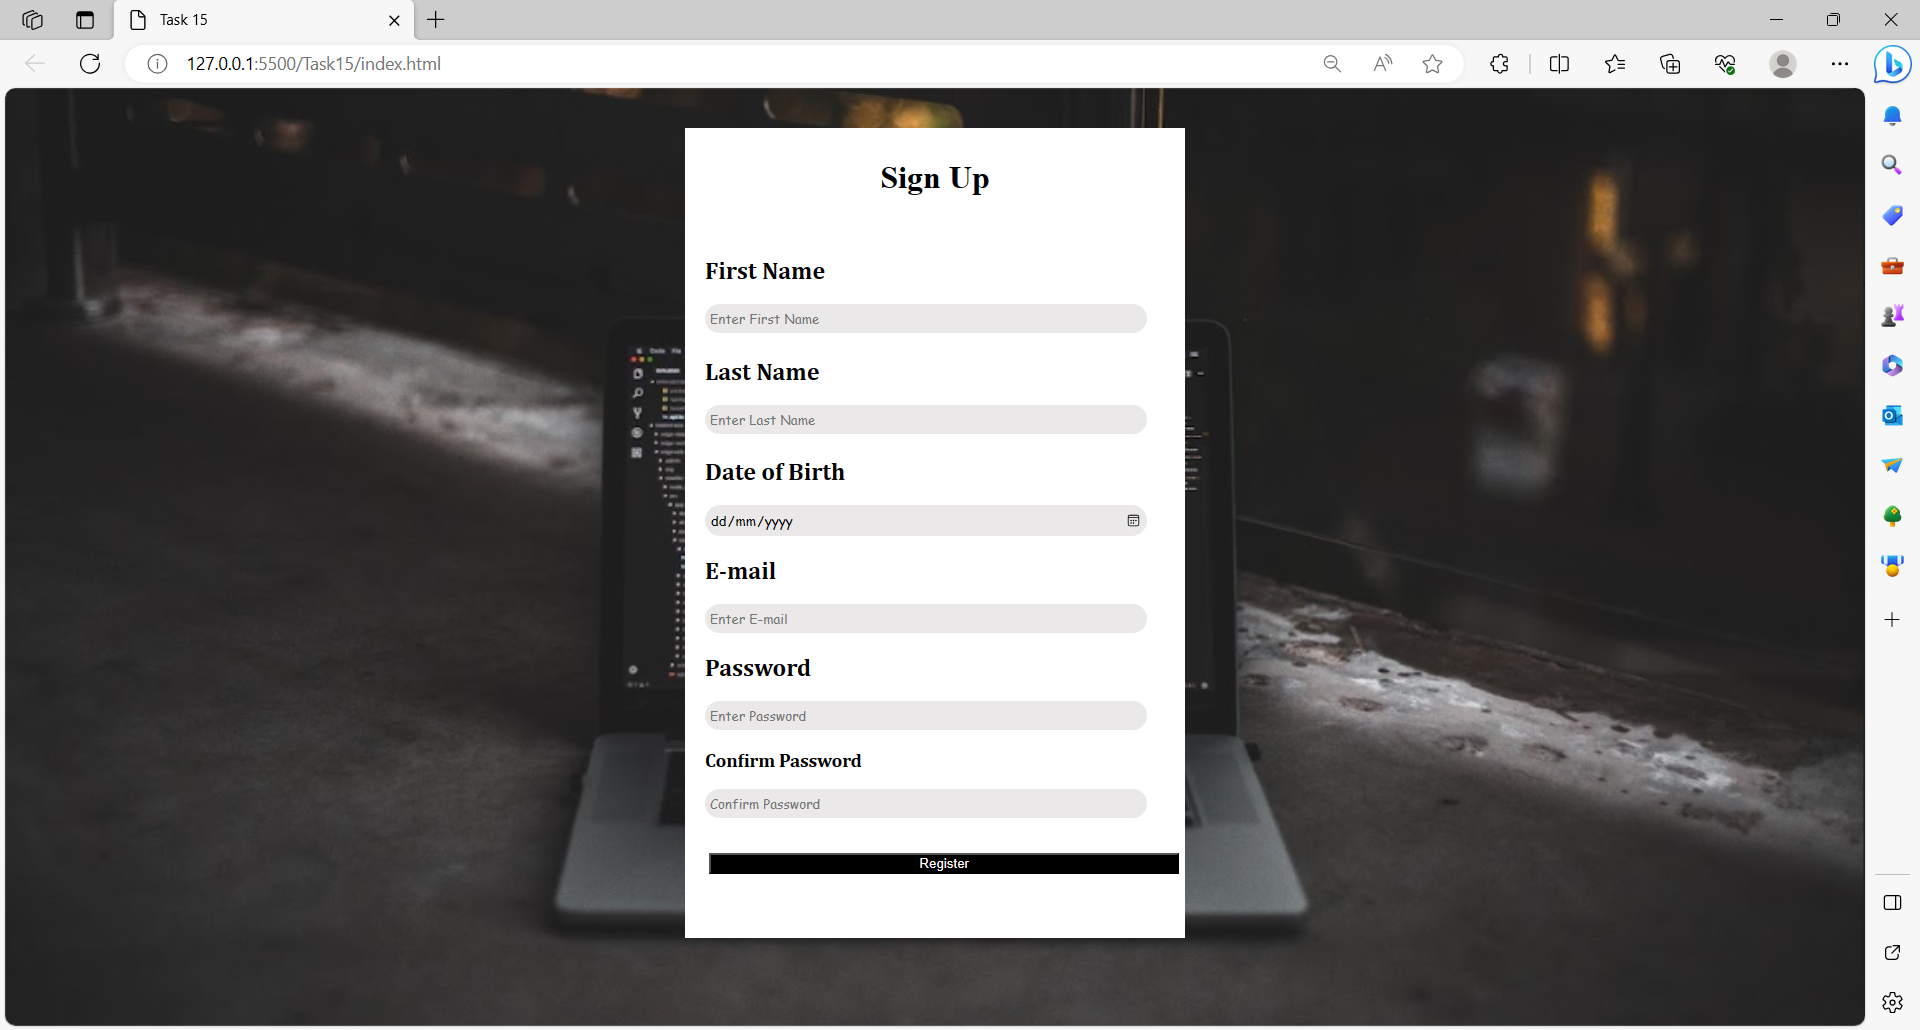 Task 15
127.0.0.1:5500/Task15/index.html
Sign Up
First Name
Enter First Name
Last Name
Enter Last Name
Date of Birth
dd/mm/yyyy
E-mail
Enter E-mail
Password
Enter Password
Confirm Password
Confirm Password
Register